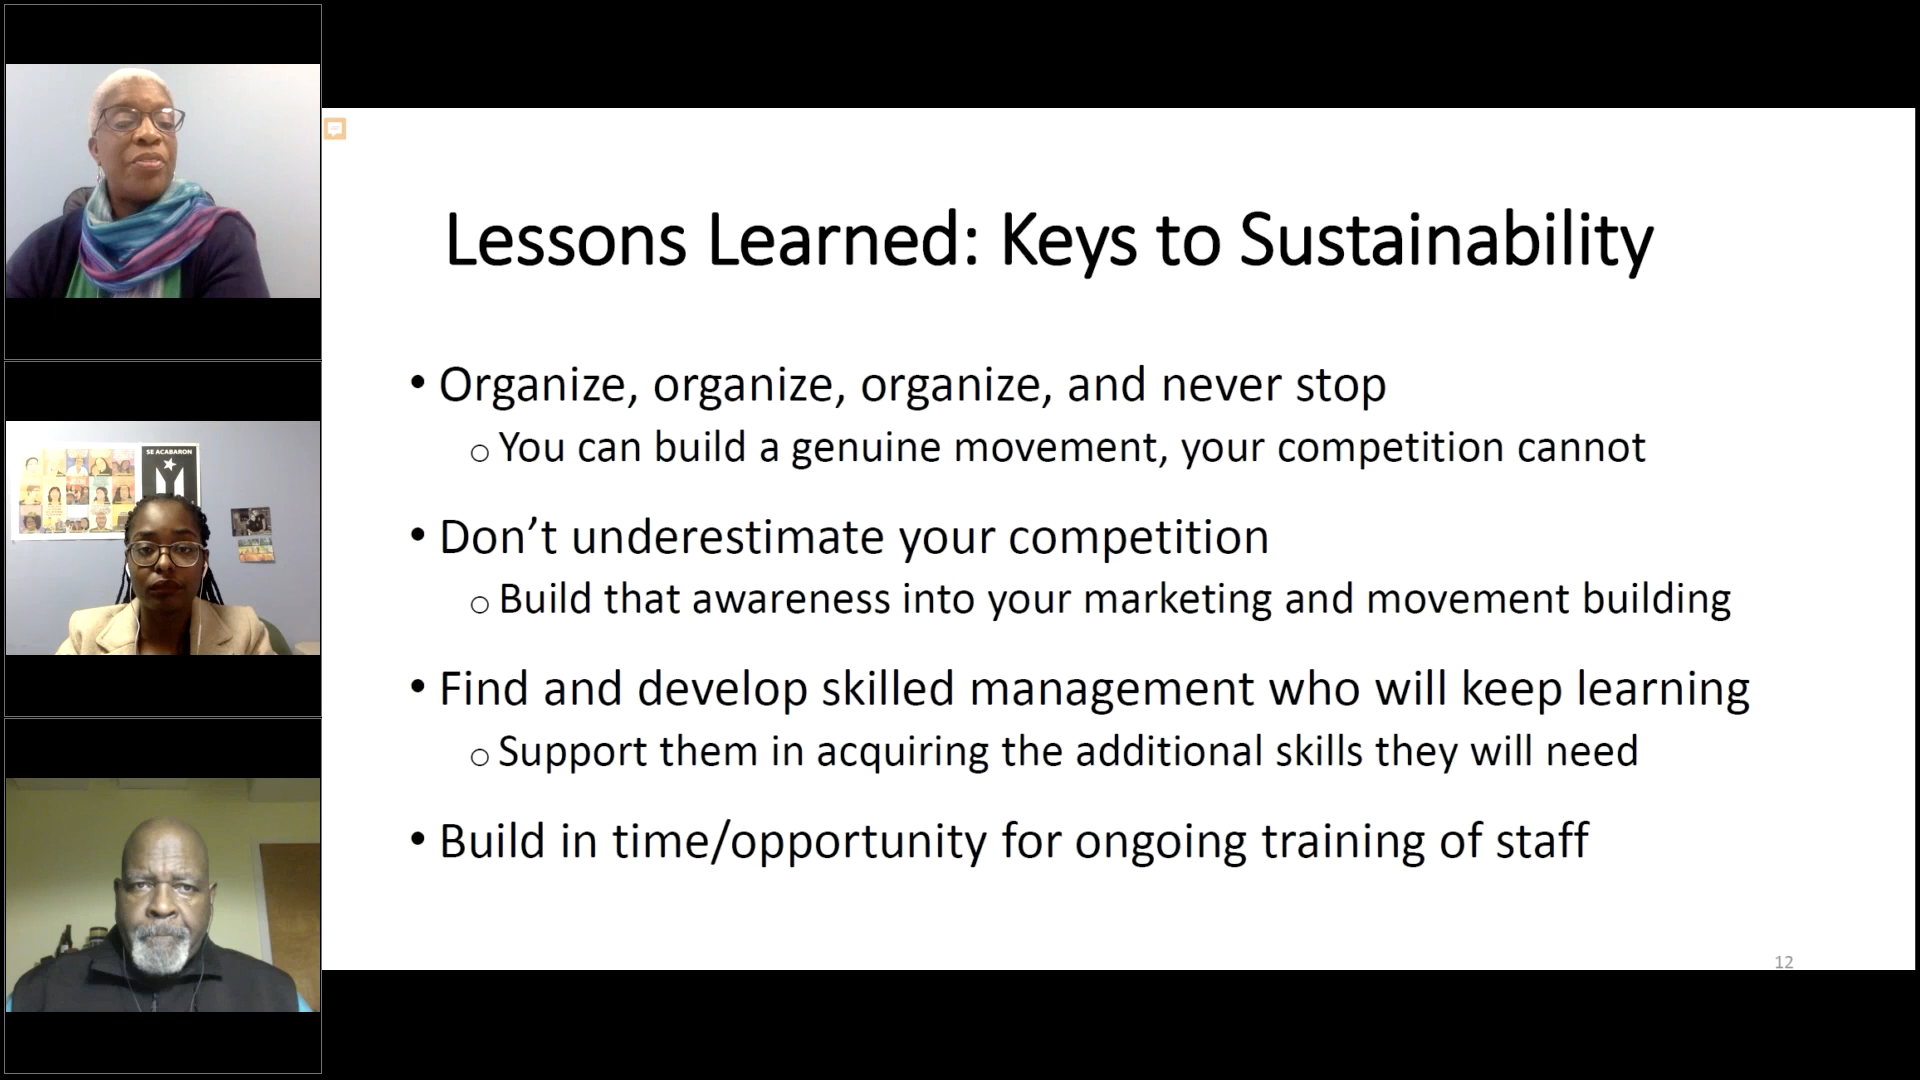 SE ACABARON
Lessons Learned: Keys to Sustainability
• Organize, organize, organize, and never stop
o You can build a genuine movement, your competition cannot
• Don’t underestimate your competition
o Build that awareness into your marketing and movement building
• Find and develop skilled management who will keep learning
o Support them in acquiring the additional skills they will need
• Build in time/opportunity for ongoing training of staff
12